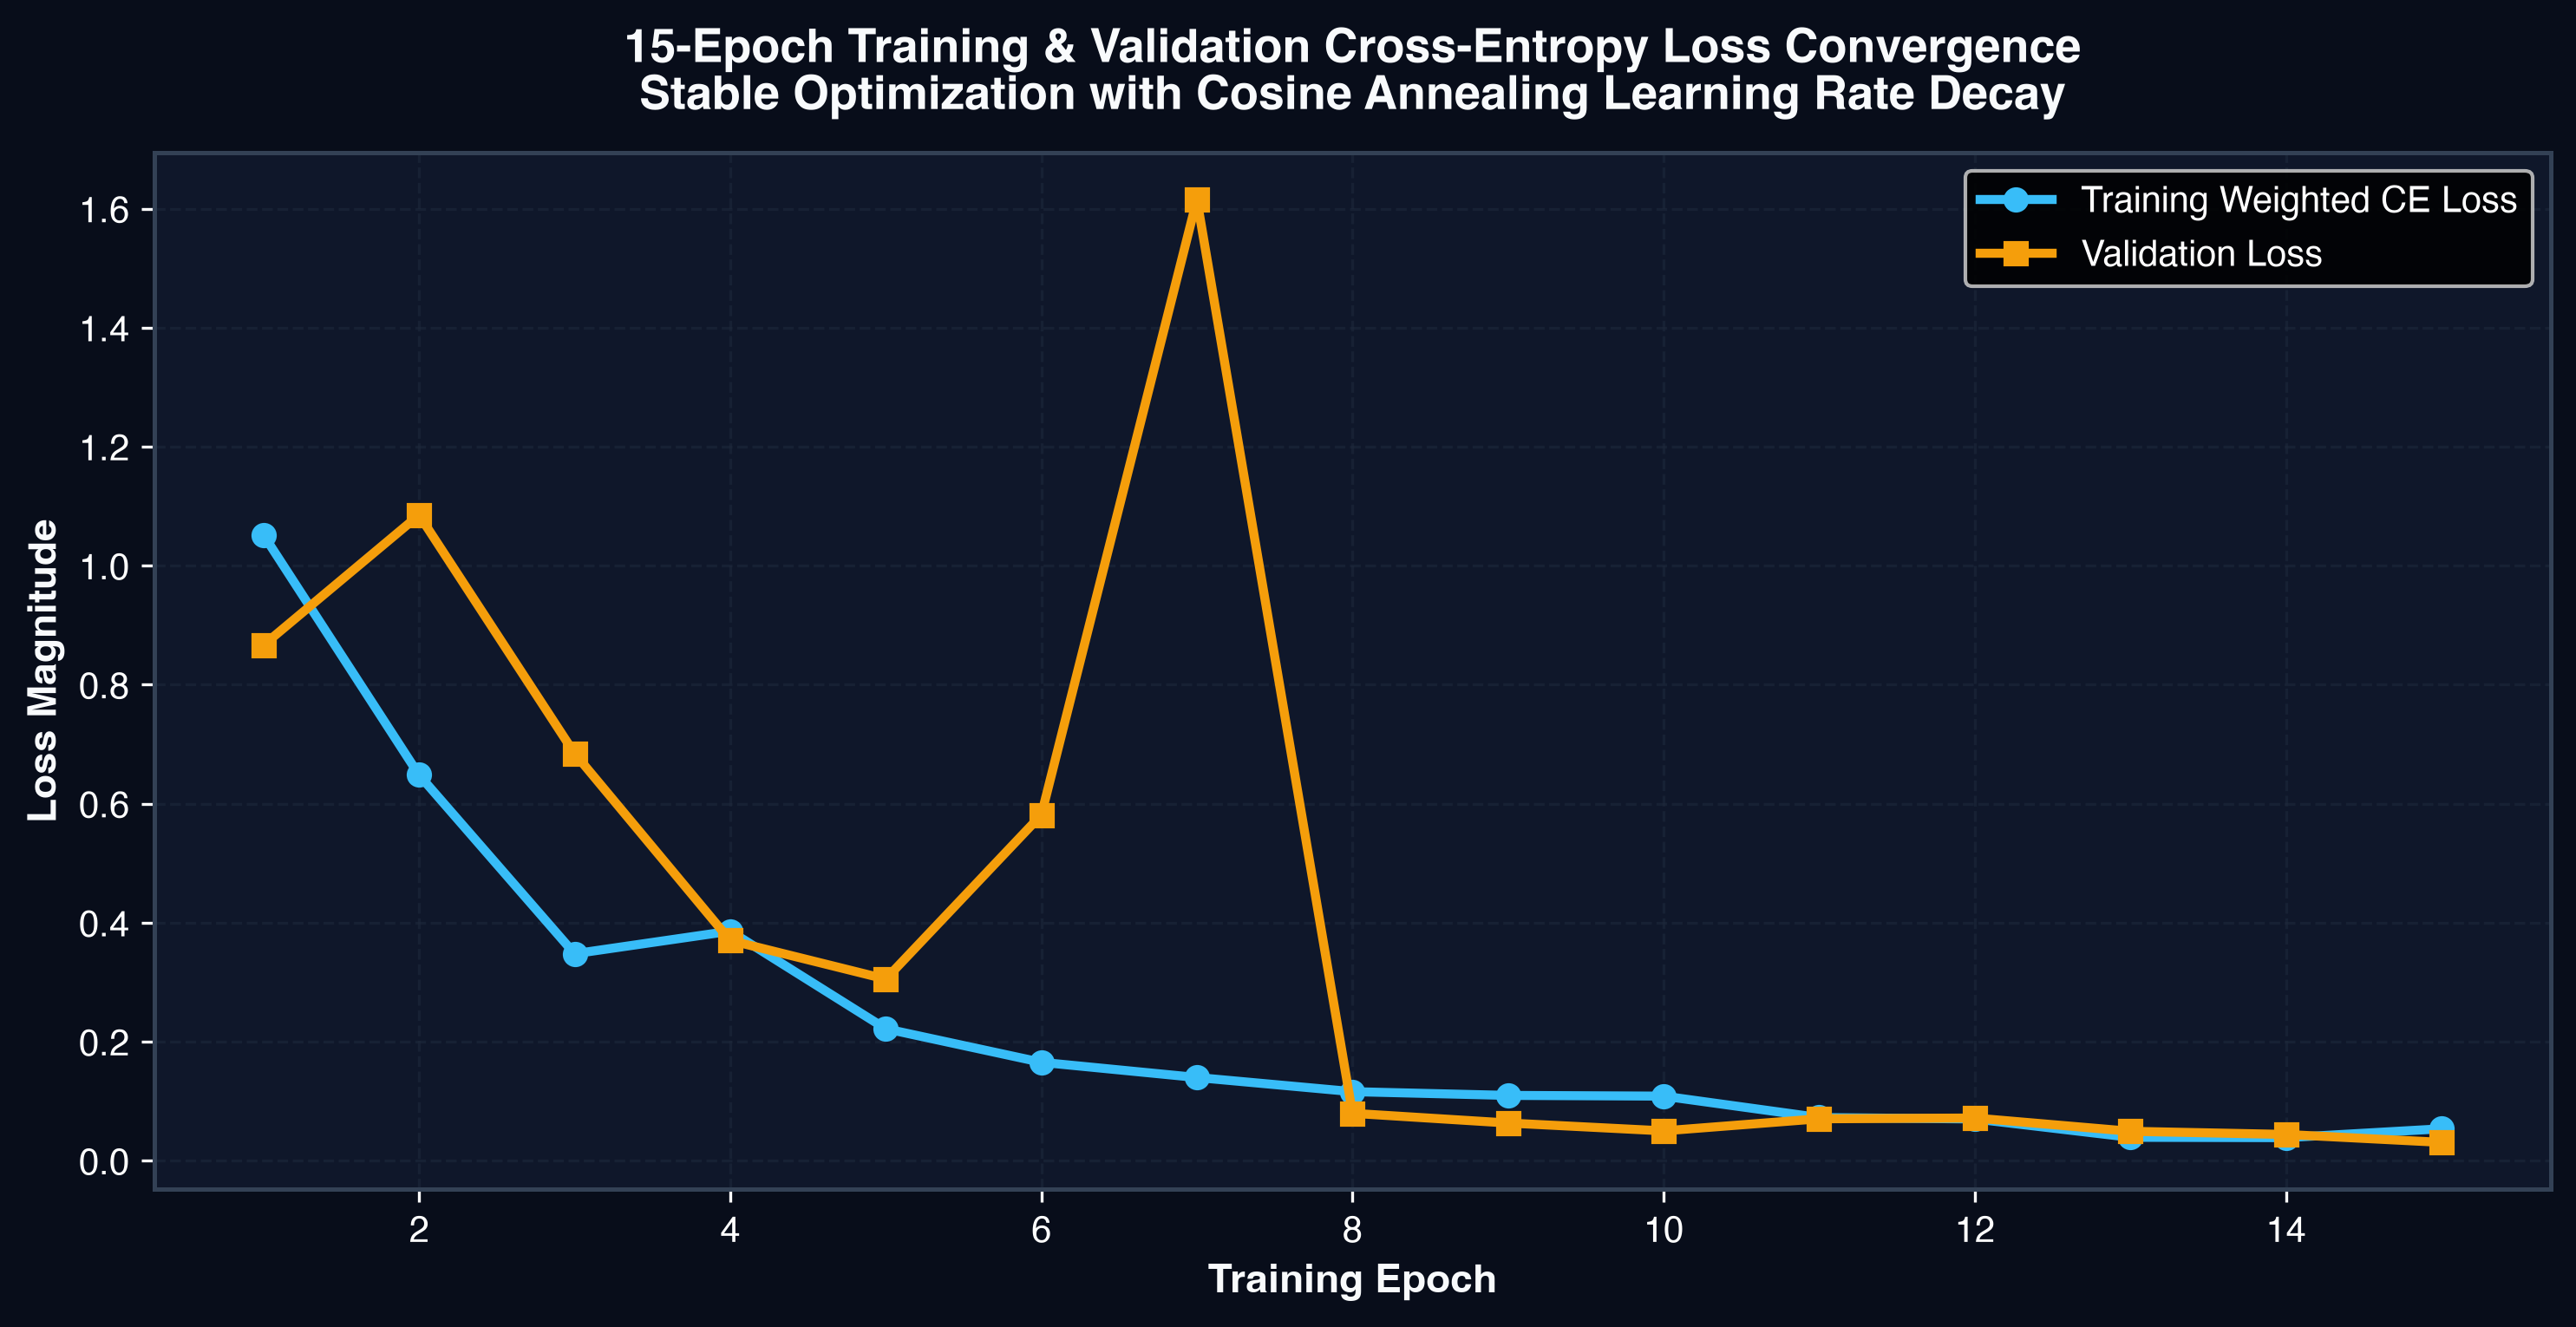 15-Epoch Training & Validation Cross-Entropy Loss Convergence
Stable Optimization with Cosine Annealing Learning Rate Decay
Training Weighted CE Loss
Validation Loss
Loss Magnitude
1.6
1.4
1.2
1.0
0.8
0.6
0.4
0.2
0.0
2 4 6 8 10 12 14
Training Epoch